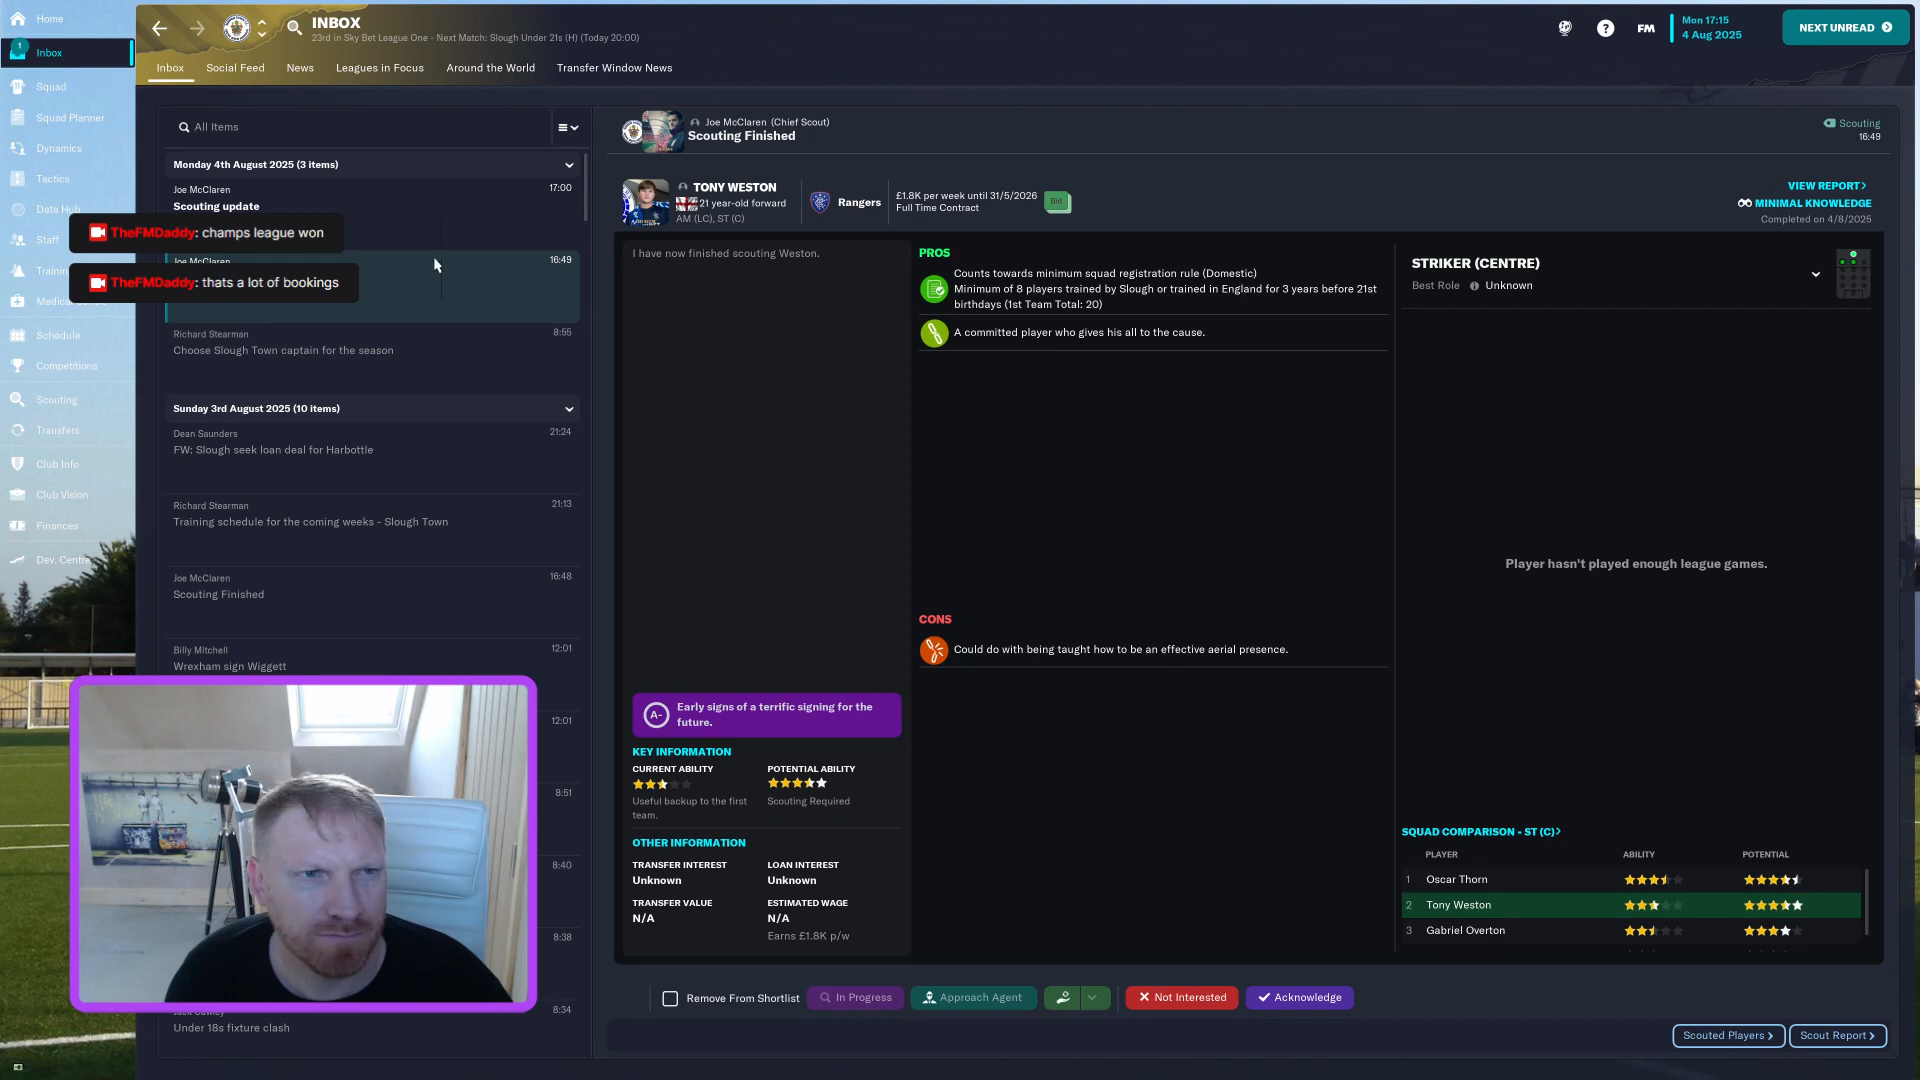 Home
1
Inbox
Squad
Squad Planner
Dynamics
Tactics
Data Hub
Staff
Schedule
Competitions
Scouting
Transfers
Club Info
Club Vision
Finances
Dev. Centre
INBOX
23rd in Sky Bet League One - Next Match: Slough Under 21s (H) (Today 20:00)
FM
Mon 17:15
4 Aug 2025
NEXT UNREAD
Inbox
Social Feed
News
Leagues in Focus
Around the World
Transfer Window News
All Items
Monday 4th August 2025 (3 items)
Joe McClaren
17:00
Scouting update
TheFMDaddy: champs league won
Joe McClaren
16:49
TheFMDaddy: thats a lot of bookings
Richard Stearman
8:55
Choose Slough Town captain for the season
Sunday 3rd August 2025 (10 items)
Dean Saunders
21:24
FW: Slough seek loan deal for Harbottle
Richard Stearman
21:13
Training schedule for the coming weeks - Slough Town
Joe McClaren
16:48
Scouting Finished
Billy Mitchell
12:01
Wrexham sign Wiggett
12:01
8:51
8:40
8:38
8:34
Under 18s fixture clash
Joe McClaren (Chief Scout)
Scouting Finished
Scouting
16:49
TONY WESTON
21 year-old forward
AM (LC), ST (C)
Rangers
£1.8K per week until 31/5/2026
Full Time Contract
Bid
VIEW REPORT
MINIMAL KNOWLEDGE
Completed on 4/8/2025
I have now finished scouting Weston.
PROS
Counts towards minimum squad registration rule (Domestic)
Minimum of 8 players trained by Slough or trained in England for 3 years before 21st
birthdays (1st Team Total: 20)
A committed player who gives his all to the cause.
CONS
Could do with being taught how to be an effective aerial presence.
A-
Early signs of a terrific signing for the
future.
KEY INFORMATION
CURRENT ABILITY
POTENTIAL ABILITY
Useful backup to the first
team.
Scouting Required
OTHER INFORMATION
TRANSFER INTEREST
LOAN INTEREST
Unknown
Unknown
TRANSFER VALUE
ESTIMATED WAGE
N/A
N/A
Earns £1.8K p/w
STRIKER (CENTRE)
Best Role
Unknown
Player hasn't played enough league games.
SQUAD COMPARISON - ST (C)
PLAYER
ABILITY
POTENTIAL
1 Oscar Thorn
2 Tony Weston
3 Gabriel Overton
Remove From Shortlist
In Progress
Approach Agent
Not Interested
Acknowledge
Scouted Players
Scout Report